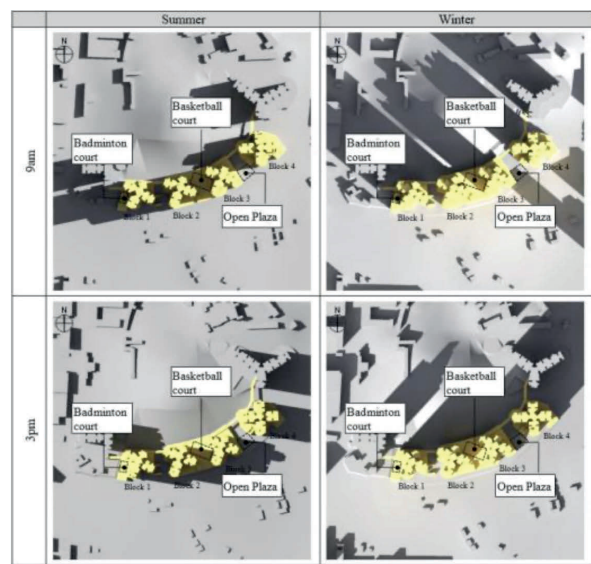 Summer
Winter
9am
N
Basketball
court
Badminton
court
Block 4
Block 3
Block 1
Block 2
Open Plaza
N
Basketball
court
Badminton
court
Block 4
Block 3
Block 1
Block 2
Open Plaza
3pm
N
Basketball
court
Badminton
court
Block 4
Block 3
Block 1
Block 2
Open Plaza
N
Basketball
court
Badminton
court
Block 4
Block 3
Block 1
Block 2
Open Plaza